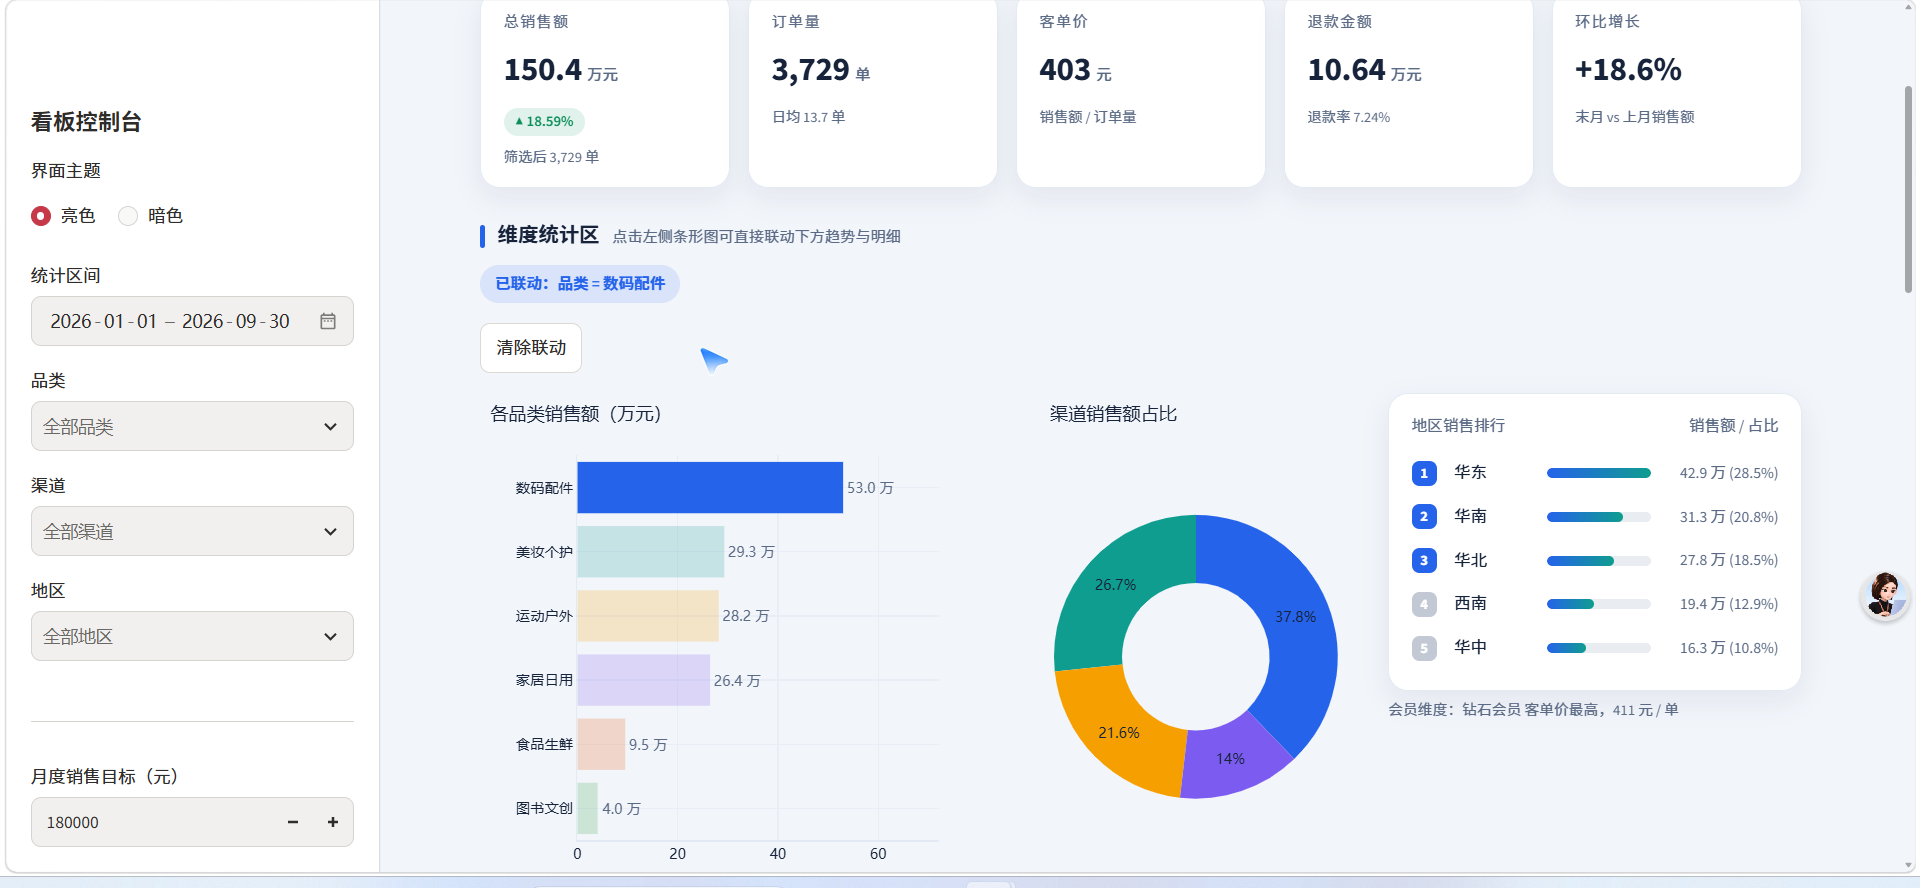 看板控制台
界面主题
亮色
暗色
统计区间
2026-01-01 – 2026-09-30
品类
全部品类
渠道
全部渠道
地区
全部地区
月度销售目标（元）
180000
总销售额
150.4 万元
▲ 18.59%
筛选后 3,729 单
订单量
3,729 单
日均 13.7 单
客单价
403 元
销售额 / 订单量
退款金额
10.64 万元
退款率 7.24%
环比增长
+18.6%
末月 vs 上月销售额
维度统计区 点击左侧条形图可直接联动下方趋势与明细
已联动：品类 = 数码配件
清除联动
各品类销售额（万元）
数码配件 53.0 万
美妆个护 29.3 万
运动户外 28.2 万
家居日用 26.4 万
食品生鲜 9.5 万
图书文创 4.0 万
0 20 40 60
渠道销售额占比
26.7%
37.8%
21.6%
14%
地区销售排行 销售额 / 占比
1 华东 42.9 万 (28.5%)
2 华南 31.3 万 (20.8%)
3 华北 27.8 万 (18.5%)
4 西南 19.4 万 (12.9%)
5 华中 16.3 万 (10.8%)
会员维度：钻石会员 客单价最高，411 元 / 单